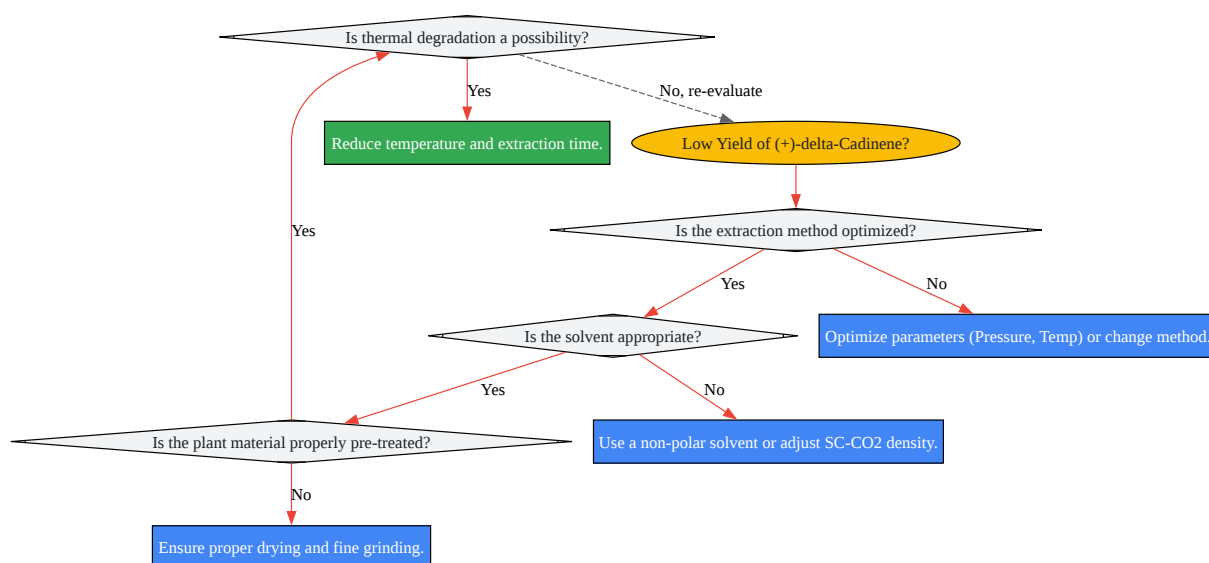 Is thermal degradation a possibility?
Yes
No, re-evaluate
Reduce temperature and extraction time.
Low Yield of (+)-delta-Cadinene?
Yes
Is the extraction method optimized?
Yes
No
Is the solvent appropriate?
Optimize parameters (Pressure, Temp) or change method.
Yes
No
Is the plant material properly pre-treated?
Use a non-polar solvent or adjust SC-CO2 density.
No
Ensure proper drying and fine grinding.